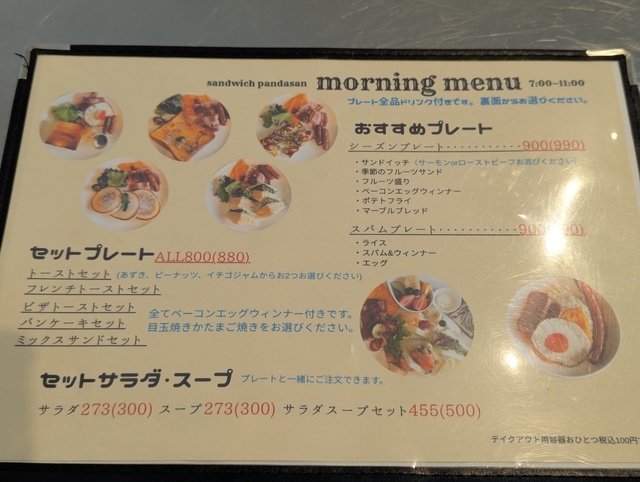 sandwich pandasan morning menu 7:00~11:00
プレート全品ドリンク付きです。裏面からお選びください。
おすすめプレート
シーズンプレート・・・・・・・・・・・900(990)
・サンドイッチ（サーモンorローストビーフお選びください）
・季節のフルーツサンド
・フルーツ盛り
・ベーコンエッグウィンナー
・ポテトフライ
・マーブルブレッド
スパムプレート・・・・・・・・・・・
・ライス
・スパム&ウィンナー
・エッグ
セットプレートALL800(880)
トーストセット（あずき、ピーナッツ、イチゴジャムからお2つお選びください）
フレンチトーストセット
ピザトーストセット
パンケーキセット
ミックスサンドセット
全てベーコンエッグウィンナー付きです。
目玉焼きかたまご焼きをお選びください。
セットサラダ・スープ プレートと一緒にご注文できます。
サラダ273(300) スープ273(300) サラダスープセット455(500)
テイクアウト用容器おひとつ税込100円